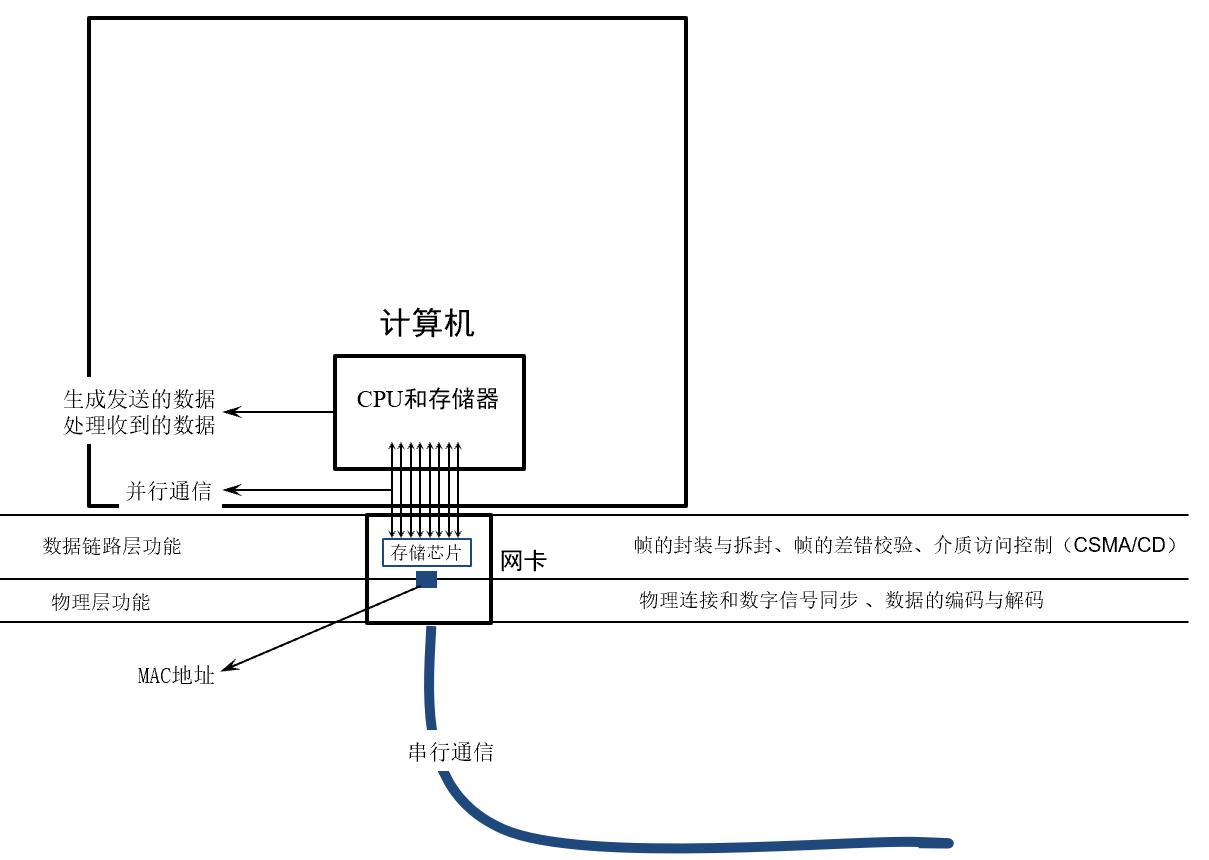 计算机
CPU和存储器
生成发送的数据
处理收到的数据
并行通信
数据链路层功能
存储芯片
网卡
帧的封装与拆封、帧的差错校验、介质访问控制（CSMA/CD）
物理层功能
物理连接和数字信号同步 、数据的编码与解码
MAC地址
串行通信